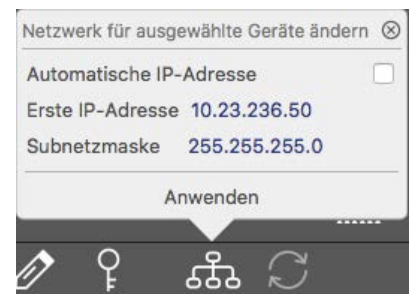 Netzwerk für ausgewählte Geräte ändern
Automatische IP-Adresse
Erste IP-Adresse 10.23.236.50
Subnetzmaske 255.255.255.0
Anwenden